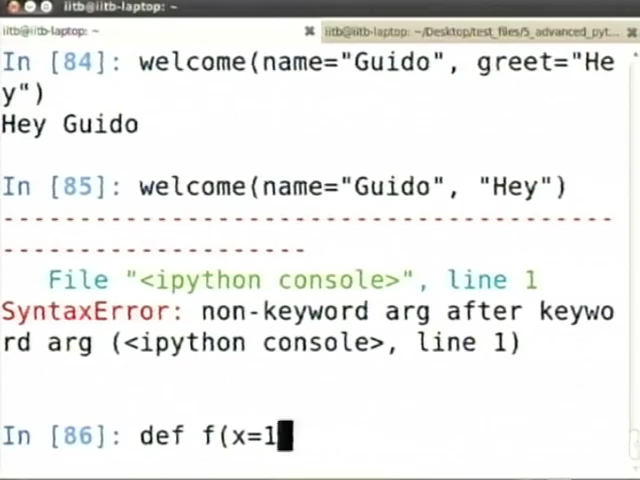 iitb@iitb-laptop: ~
iitb@iitb-laptop: ~ iitb@iitb-laptop: ~/Desktop/test_files/5_advanced_pyt...
In [84]: welcome(name="Guido", greet="He
y")
Hey Guido
In [85]: welcome(name="Guido", "Hey")
---------------------------------------
--------------------
File "<ipython console>", line 1
SyntaxError: non-keyword arg after keywo
rd arg (<ipython console>, line 1)
In [86]: def f(x=1